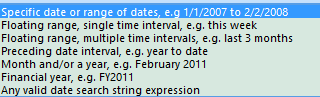 Specific date or range of dates, e.g 1/1/2007 to 2/2/2008
Floating range, single time interval, e.g. this week
Floating range, multiple time intervals, e.g. last 3 months
Preceding date interval, e.g. year to date
Month and/or a year, e.g. February 2011
Financial year, e.g. FY2011
Any valid date search string expression